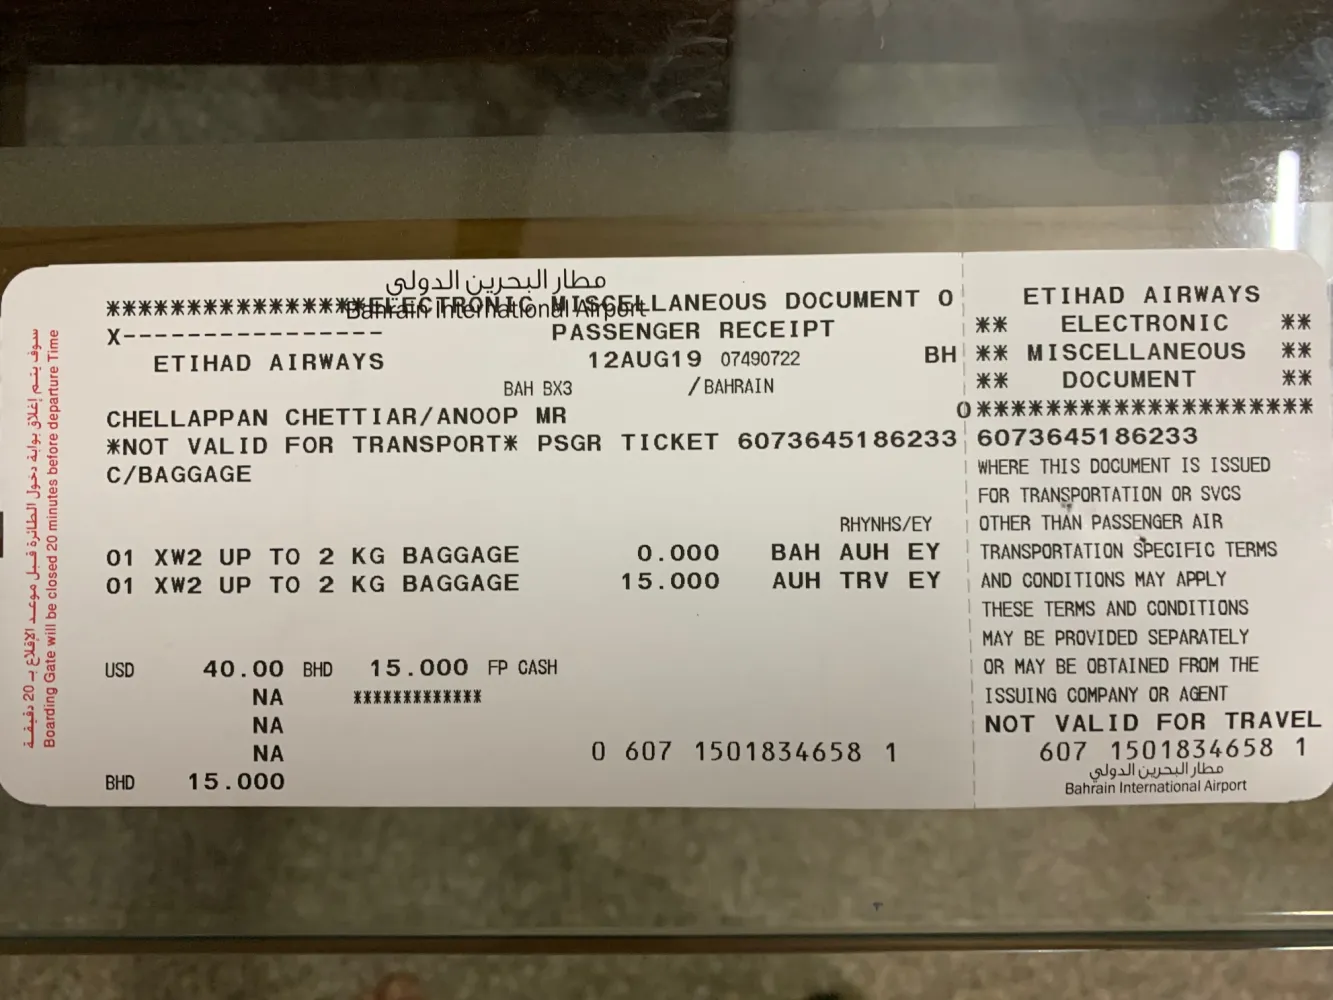 مطار البحرين الدولي
Bahrain International Airport
****************ELECTRONIC MISCELLANEOUS DOCUMENT 0
X---------------- PASSENGER RECEIPT
ETIHAD AIRWAYS 12AUG19 07490722 BH
BAH BX3 /BAHRAIN
CHELLAPPAN CHETTIAR/ANOOP MR
*NOT VALID FOR TRANSPORT* PSGR TICKET 6073645186233
C/BAGGAGE
RHYNHS/EY
01 XW2 UP TO 2 KG BAGGAGE 0.000 BAH AUH EY
01 XW2 UP TO 2 KG BAGGAGE 15.000 AUH TRV EY
USD 40.00 BHD 15.000 FP CASH
NA *************
NA
NA 0 607 1501834658 1
BHD 15.000
سوف يتم إغلاق بوابة دخول الطائرة قبل موعد الإقلاع بـ 20 دقيقة
Boarding Gate will be closed 20 minutes before departure Time
ETIHAD AIRWAYS
** ELECTRONIC **
** MISCELLANEOUS **
** DOCUMENT **
0********************
6073645186233
WHERE THIS DOCUMENT IS ISSUED
FOR TRANSPORTATION OR SVCS
OTHER THAN PASSENGER AIR
TRANSPORTATION SPECIFIC TERMS
AND CONDITIONS MAY APPLY
THESE TERMS AND CONDITIONS
MAY BE PROVIDED SEPARATELY
OR MAY BE OBTAINED FROM THE
ISSUING COMPANY OR AGENT
NOT VALID FOR TRAVEL
607 1501834658 1
مطار البحرين الدولي
Bahrain International Airport